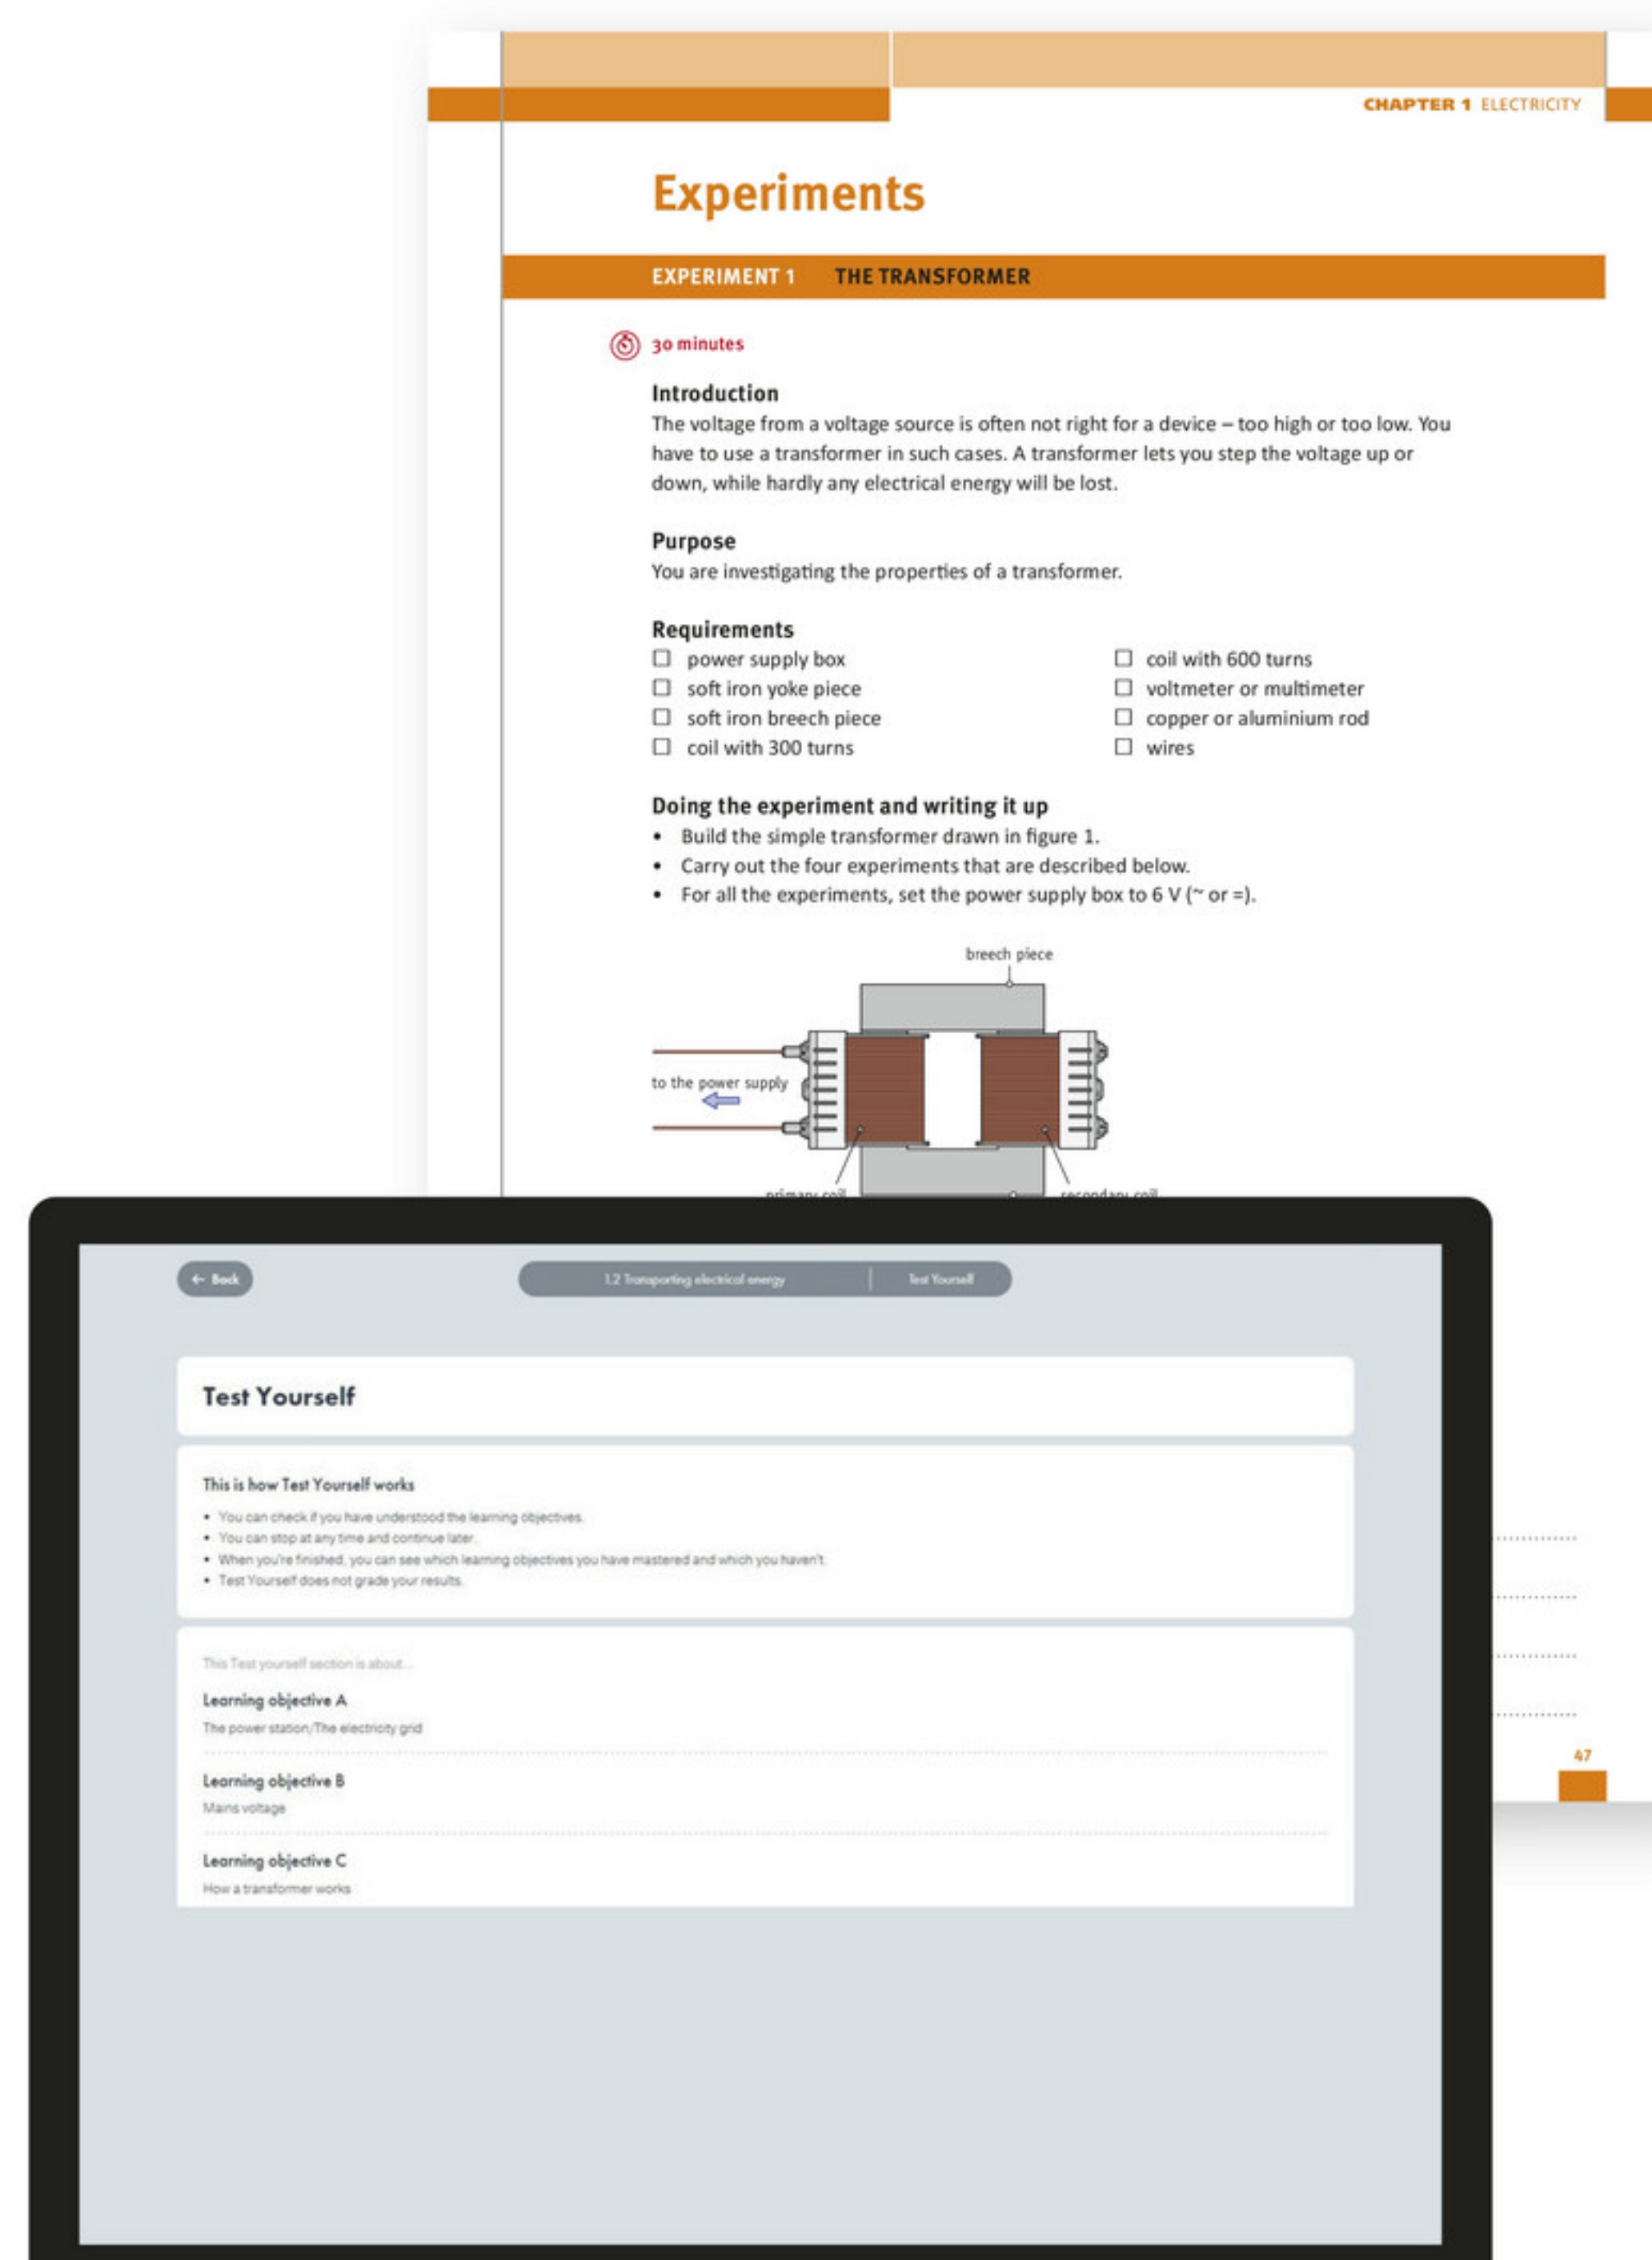 CHAPTER 1 ELECTRICITY
Experiments
EXPERIMENT 1 THE TRANSFORMER
30 minutes
Introduction
The voltage from a voltage source is often not right for a device – too high or too low. You
have to use a transformer in such cases. A transformer lets you step the voltage up or
down, while hardly any electrical energy will be lost.
Purpose
You are investigating the properties of a transformer.
Requirements
☐ power supply box
☐ soft iron yoke piece
☐ soft iron breech piece
☐ coil with 300 turns
☐ coil with 600 turns
☐ voltmeter or multimeter
☐ copper or aluminium rod
☐ wires
Doing the experiment and writing it up
• Build the simple transformer drawn in figure 1.
• Carry out the four experiments that are described below.
• For all the experiments, set the power supply box to 6 V (~ or =).
breech piece
to the power supply
primary coil
secondary coil
47
← Back
1.2 Transporting electrical energy | Test Yourself
Test Yourself
This is how Test Yourself works
• You can check if you have understood the learning objectives.
• You can stop at any time and continue later.
• When you're finished, you can see which learning objectives you have mastered and which you haven't.
• Test Yourself does not grade your results.
This Test yourself section is about...
Learning objective A
The power station/The electricity grid
Learning objective B
Mains voltage
Learning objective C
How a transformer works